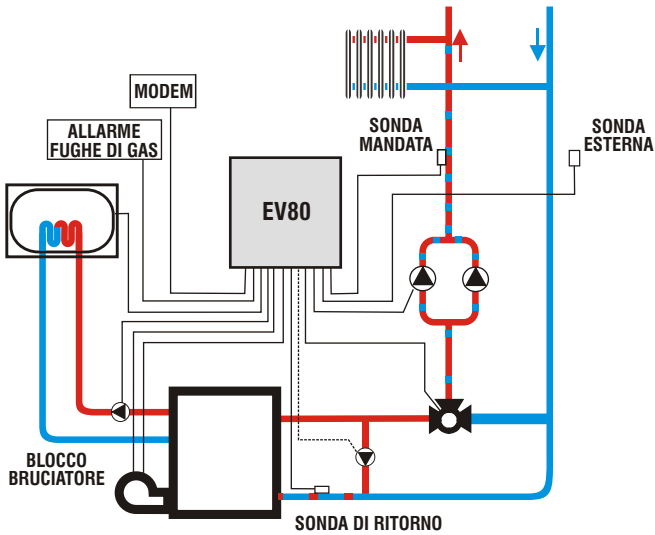 MODEM
ALLARME
FUGHE DI GAS
SONDA
MANDATA
SONDA
ESTERNA
EV80
BLOCCO
BRUCIATORE
SONDA DI RITORNO